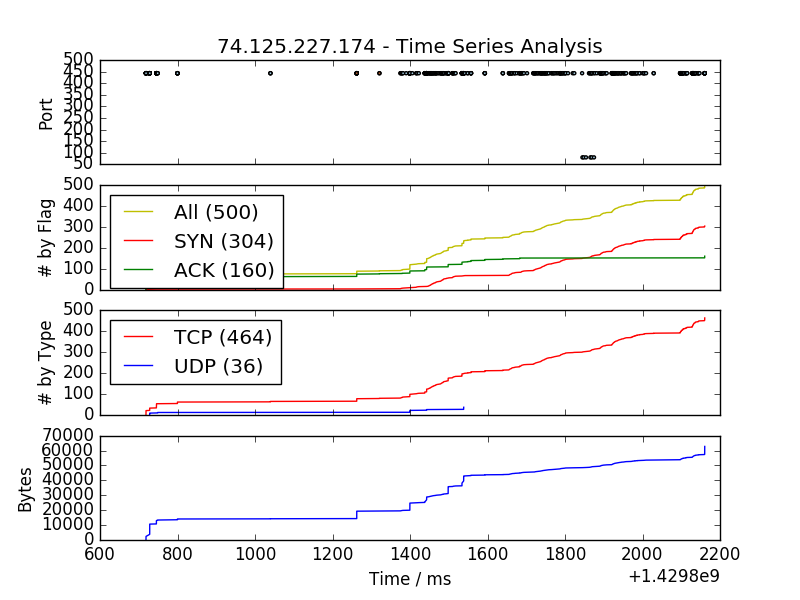 74.125.227.174 - Time Series Analysis
500
450
400
350
300
250
200
150
100
50
Port
500
400
300
200
100
0
# by Flag
All (500)
SYN (304)
ACK (160)
500
400
300
200
100
0
# by Type
TCP (464)
UDP (36)
70000
60000
50000
40000
30000
20000
10000
0
Bytes
600 800 1000 1200 1400 1600 1800 2000 2200
Time / ms
+1.4298e9